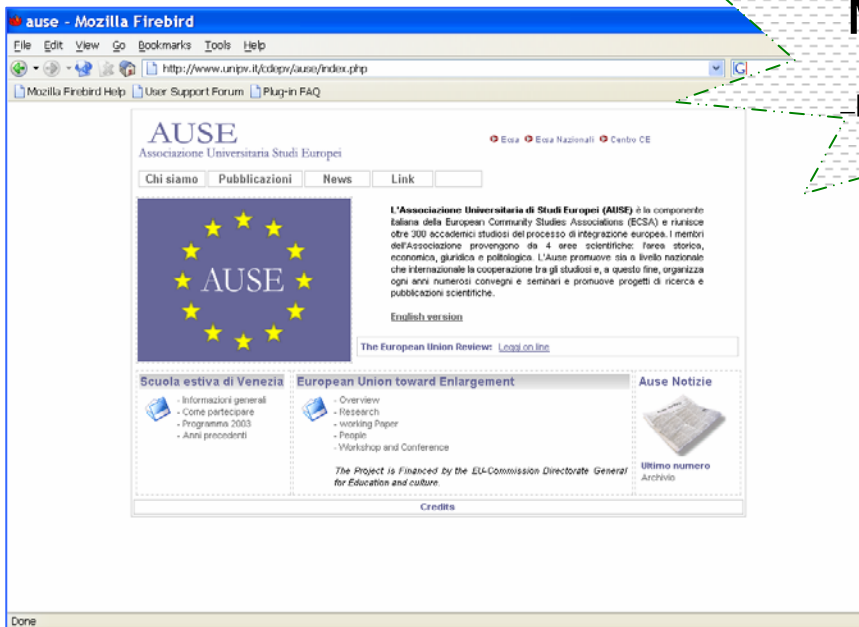 ause - Mozilla Firebird
File Edit View Go Bookmarks Tools Help
http://www.unipv.it/cdepv/ause/index.php
G
Mozilla Firebird Help User Support Forum Plug-in FAQ
AUSE
Associazione Universitaria Studi Europei
Ecsa Ecsa Nazionali Centro CE
Chi siamo Pubblicazioni News Link
AUSE
L'Associazione Universitaria di Studi Europei (AUSE) è la componente
italiana della European Community Studies Associations (ECSA) e riunisce
oltre 300 accademici studiosi del processo di integrazione europea. I membri
dell'Associazione provengono da 4 aree scientifiche: l'area storica,
economica, giuridica e politologica. L'Ause promuove sia a livello nazionale
che internazionale la cooperazione tra gli studiosi e, a questo fine, organizza
ogni anni numerosi convegni e seminari e promuove progetti di ricerca e
pubblicazioni scientifiche.
English version
The European Union Review: Leggi on line
Scuola estiva di Venezia
- Informazioni generali
- Come partecipare
- Programma 2003
- Anni precedenti
European Union toward Enlargement
- Overview
- Research
- working Paper
- People
- Workshop and Conference
The Project is Financed by the EU-Commission Directorate General
for Education and culture.
Ause Notizie
Ultimo numero
Archivio
Credits
Done